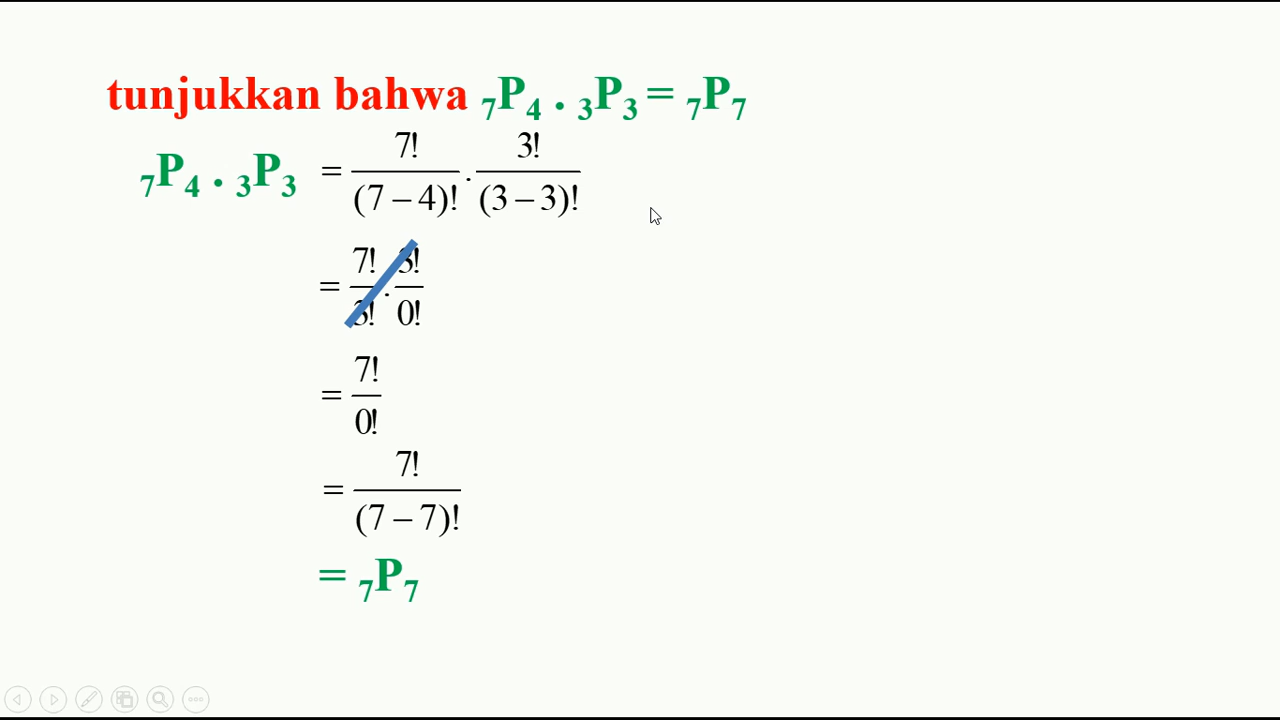 tunjukkan bahwa ₇P₄ . ₃P₃ = ₇P₇
₇P₄ . ₃P₃ = 7!/(7 – 4)! . 3!/(3 – 3)!
= 7!/3! . 3!/0!
= 7!/0!
= 7!/(7 – 7)!
= ₇P₇